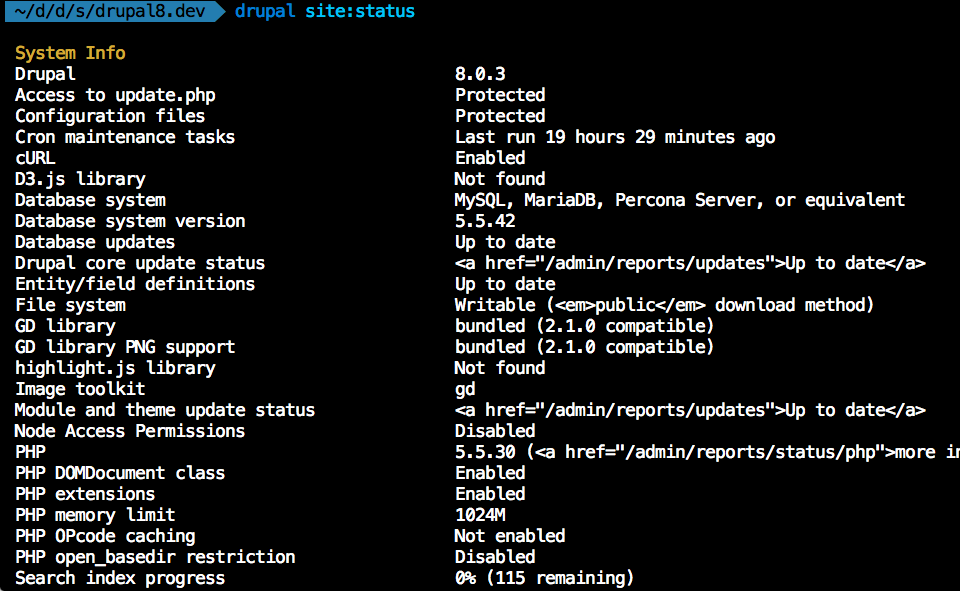 ~/d/d/s/drupal8.dev drupal site:status
System Info
Drupal 8.0.3
Access to update.php Protected
Configuration files Protected
Cron maintenance tasks Last run 19 hours 29 minutes ago
cURL Enabled
D3.js library Not found
Database system MySQL, MariaDB, Percona Server, or equivalent
Database system version 5.5.42
Database updates Up to date
Drupal core update status <a href="/admin/reports/updates">Up to date</a>
Entity/field definitions Up to date
File system Writable (<em>public</em> download method)
GD library bundled (2.1.0 compatible)
GD library PNG support bundled (2.1.0 compatible)
highlight.js library Not found
Image toolkit gd
Module and theme update status <a href="/admin/reports/updates">Up to date</a>
Node Access Permissions Disabled
PHP 5.5.30 (<a href="/admin/reports/status/php">more in
PHP DOMDocument class Enabled
PHP extensions Enabled
PHP memory limit 1024M
PHP OPcode caching Not enabled
PHP open_basedir restriction Disabled
Search index progress 0% (115 remaining)